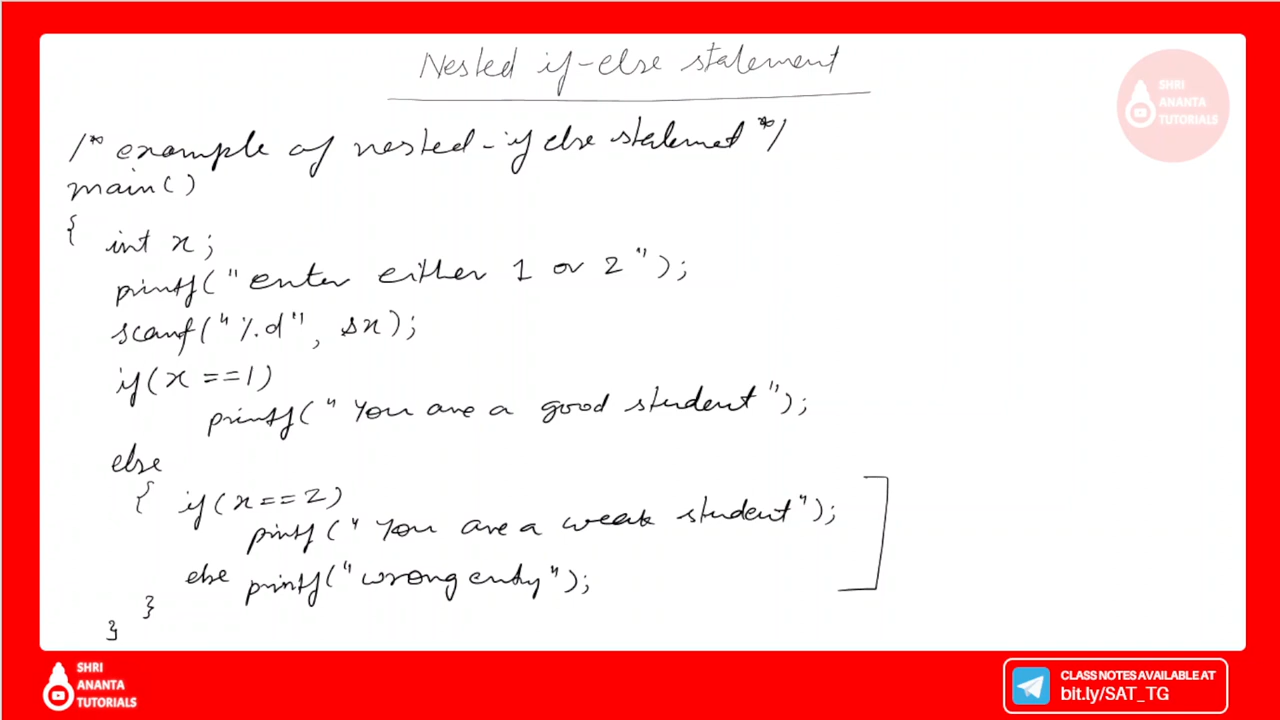 Nested if-else statement
SHRI
ANANTA
TUTORIALS
/* example of nested-if else statemet */
main()
{
int x;
printf("enter either 1 or 2");
scanf("%d", &x);
if(x ==1)
printf(" You are a good student");
else
{ if(x==2)
pintf (" You are a weak student");
else printf("wrong entry");
}
}
SHRI
ANANTA
TUTORIALS
CLASS NOTES AVAILABLE AT
bit.ly/SAT_TG